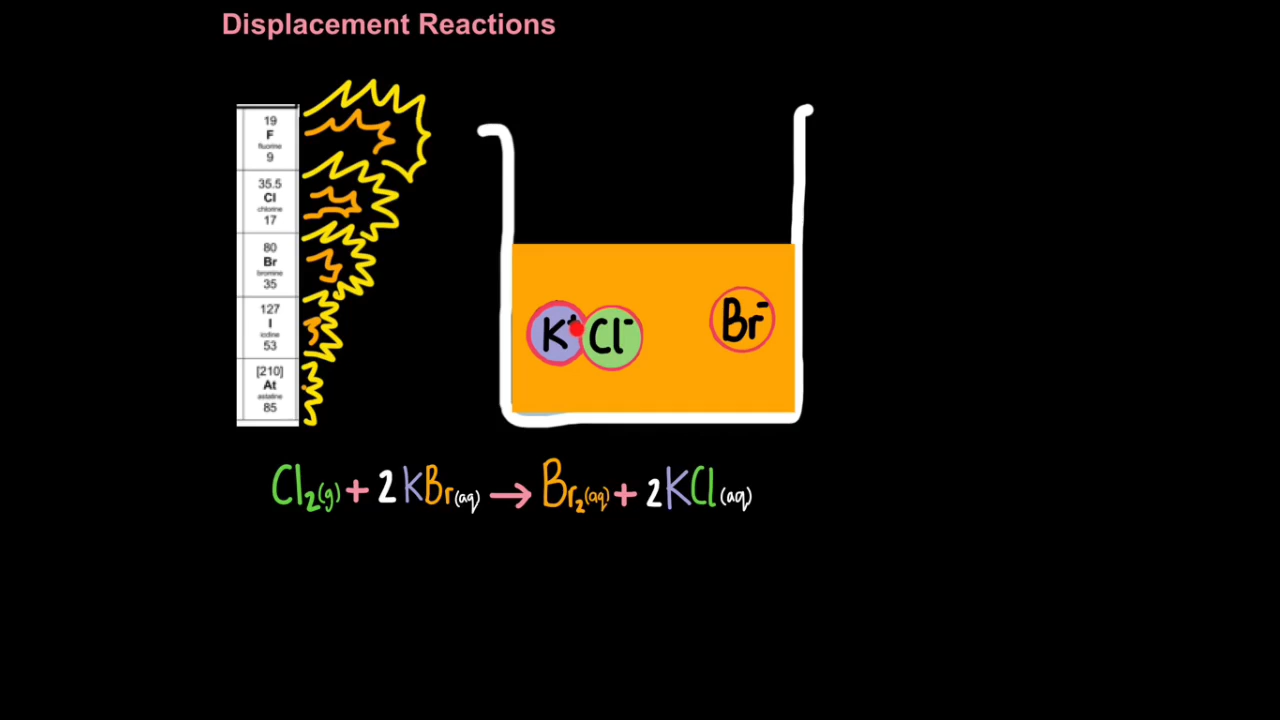 Displacement Reactions
19
F
fluorine
9
35.5
Cl
chlorine
17
80
Br
bromine
35
127
I
iodine
53
[210]
At
astatine
85
K⁺ Cl⁻ Br⁻
Cl₂(g) + 2KBr(aq) → Br₂(aq) + 2KCl(aq)